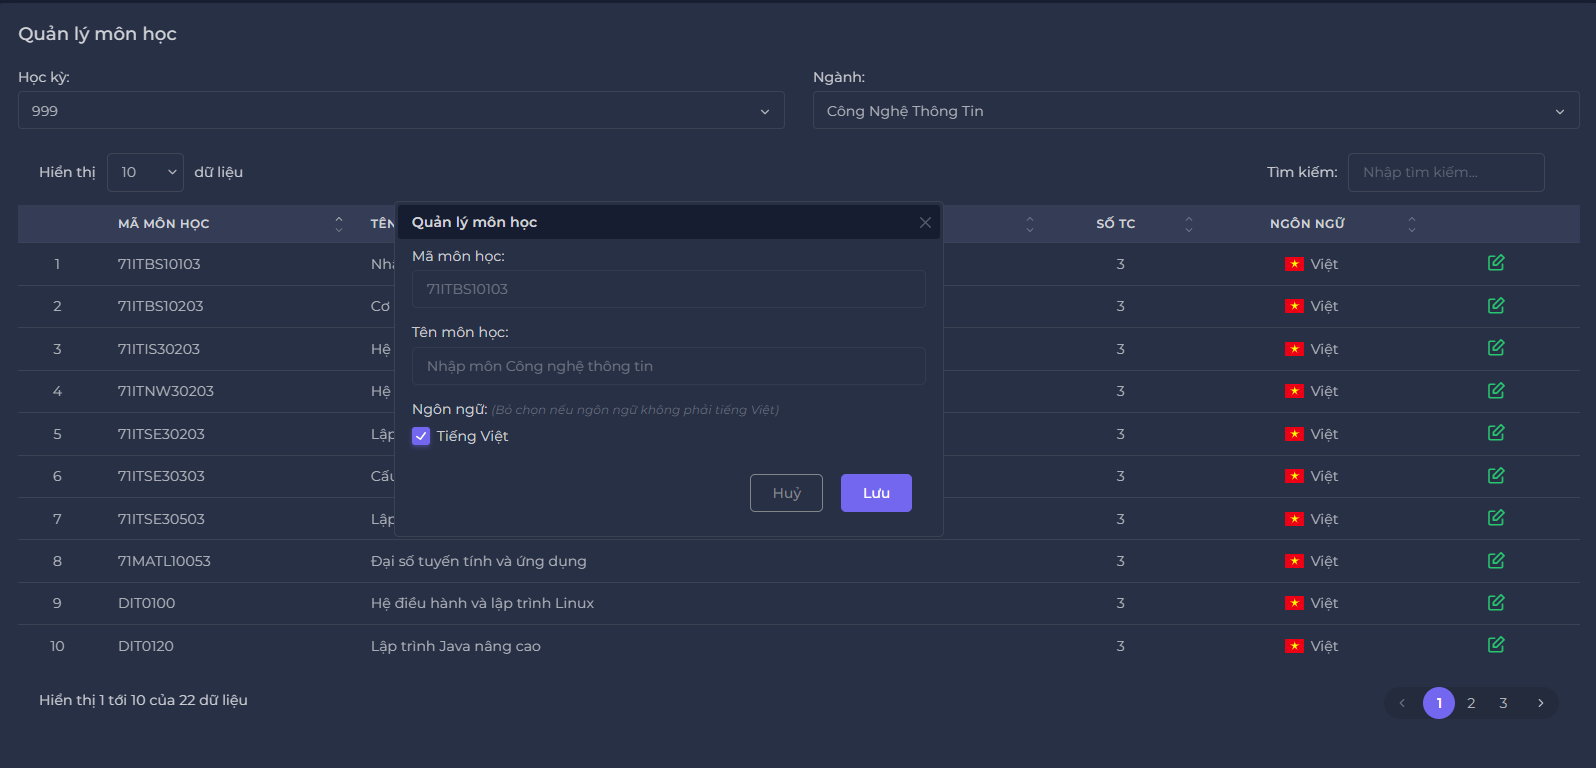 Quản lý môn học
Học kỳ: Ngành:
999 Công Nghệ Thông Tin
Hiển thị 10 dữ liệu Tìm kiếm: Nhập tìm kiếm...
MÃ MÔN HỌC TÊN SỐ TC NGÔN NGỮ
Quản lý môn học
Mã môn học:
71ITBS10103
Tên môn học:
Nhập môn Công nghệ thông tin
Ngôn ngữ: (Bỏ chọn nếu ngôn ngữ không phải tiếng Việt)
Tiếng Việt
Huỷ Lưu
1 71ITBS10103 3 Việt
2 71ITBS10203 Cơ 3 Việt
3 71ITIS30203 Hệ 3 Việt
4 71ITNW30203 Hệ 3 Việt
5 71ITSE30203 Lập 3 Việt
6 71ITSE30303 Cấu 3 Việt
7 71ITSE30503 Lập 3 Việt
8 71MATL10053 Đại số tuyến tính và ứng dụng 3 Việt
9 DIT0100 Hệ điều hành và lập trình Linux 3 Việt
10 DIT0120 Lập trình Java nâng cao 3 Việt
Hiển thị 1 tới 10 của 22 dữ liệu 1 2 3